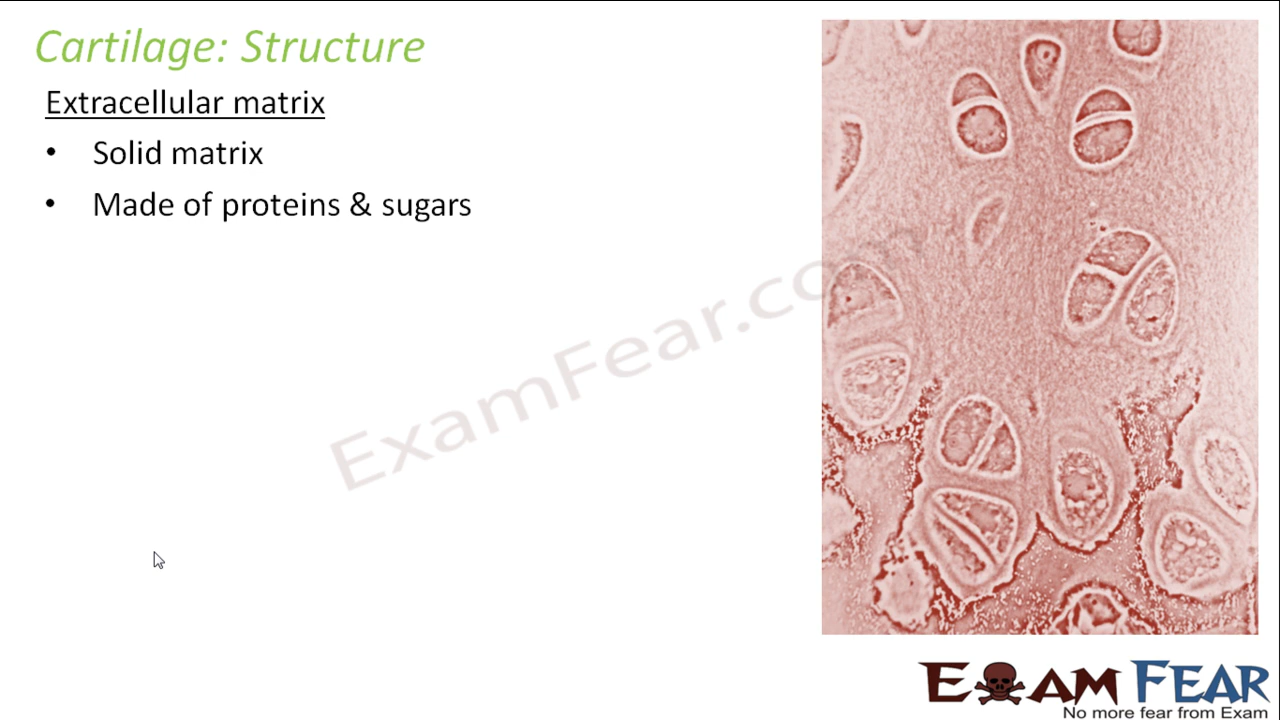 Cartilage: Structure
Extracellular matrix
• Solid matrix
• Made of proteins & sugars
ExamFear.co
EXAM FEAR
No more fear from Exam